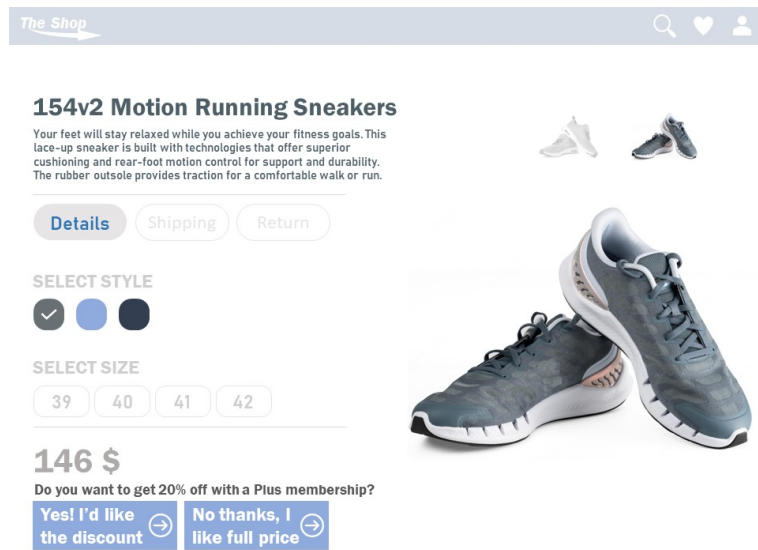 The Shop
154v2 Motion Running Sneakers
Your feet will stay relaxed while you achieve your fitness goals. This
lace-up sneaker is built with technologies that offer superior
cushioning and rear-foot motion control for support and durability.
The rubber outsole provides traction for a comfortable walk or run.
Details Shipping Return
SELECT STYLE
SELECT SIZE
39 40 41 42
146 $
Do you want to get 20% off with a Plus membership?
Yes! I'd like
the discount
No thanks, I
like full price